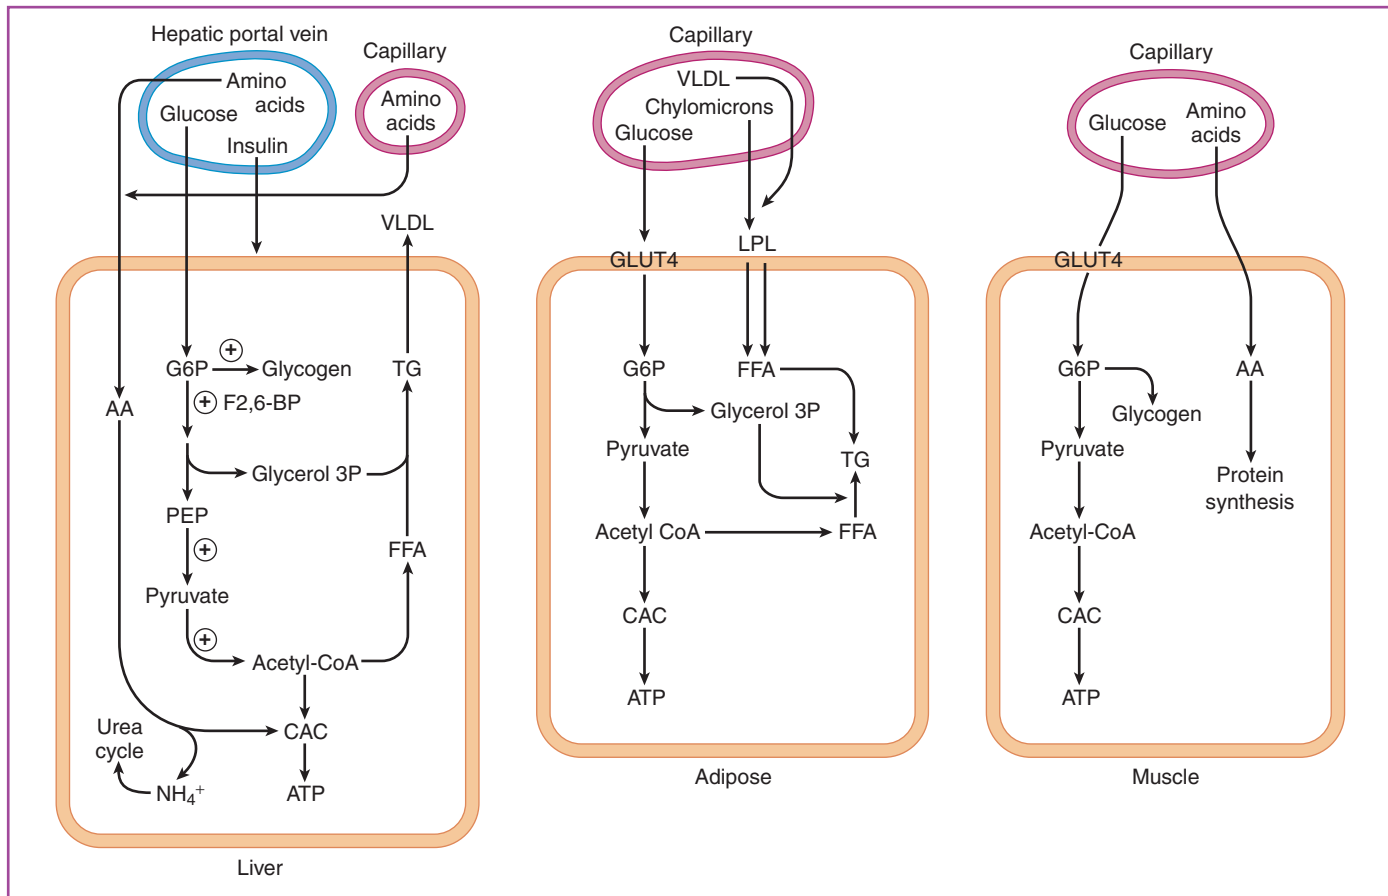 Hepatic portal vein
Amino
acids
Glucose
Insulin
Capillary
Amino
acids
VLDL
G6P
+
Glycogen
TG
AA
+
F2,6-BP
Glycerol 3P
PEP
+
FFA
Pyruvate
+
Acetyl-CoA
Urea
cycle
CAC
NH₄⁺
ATP
Liver
Capillary
VLDL
Chylomicrons
Glucose
LPL
GLUT4
G6P
FFA
Glycerol 3P
Pyruvate
TG
Acetyl CoA
FFA
CAC
ATP
Adipose
Capillary
Glucose
Amino
acids
GLUT4
G6P
AA
Glycogen
Pyruvate
Protein
synthesis
Acetyl-CoA
CAC
ATP
Muscle